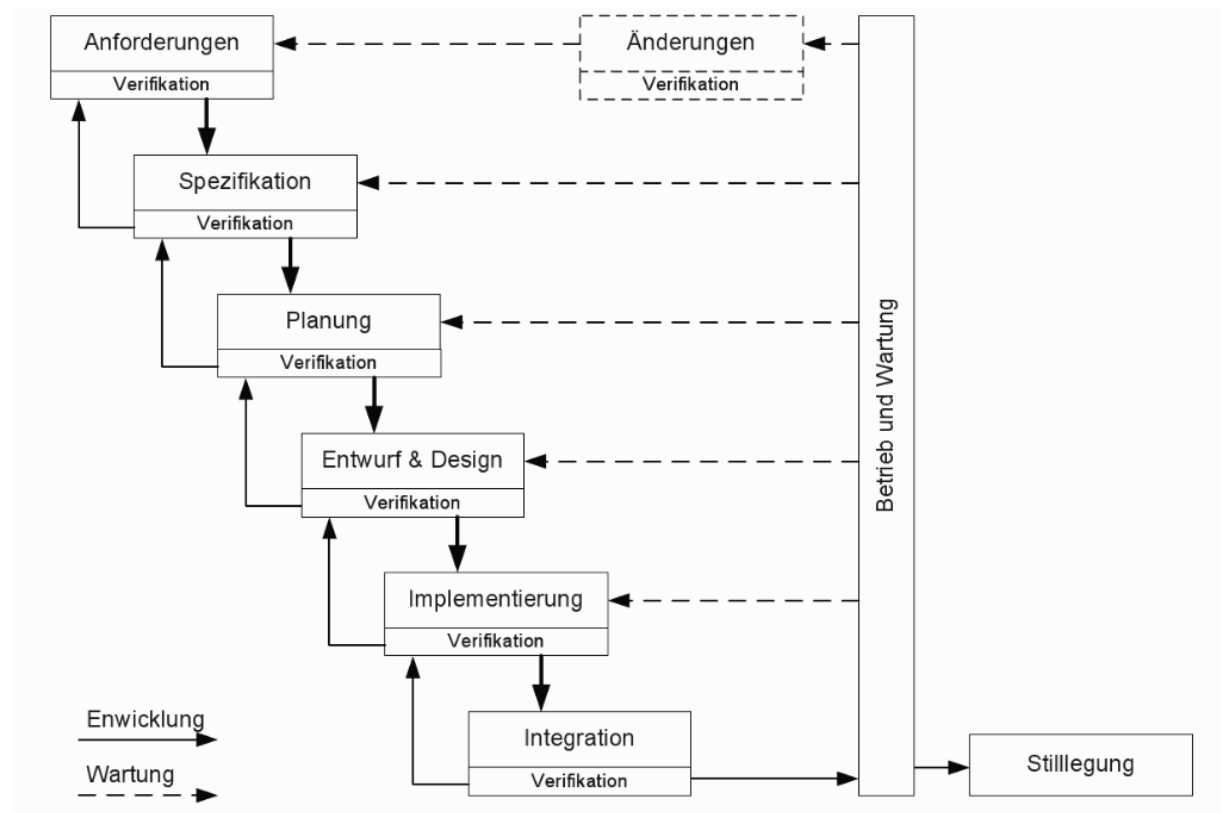 Anforderungen
Verifikation
Änderungen
Verifikation
Spezifikation
Verifikation
Planung
Verifikation
Entwurf & Design
Verifikation
Implementierung
Verifikation
Integration
Verifikation
Betrieb und Wartung
Stilllegung
Enwicklung
Wartung